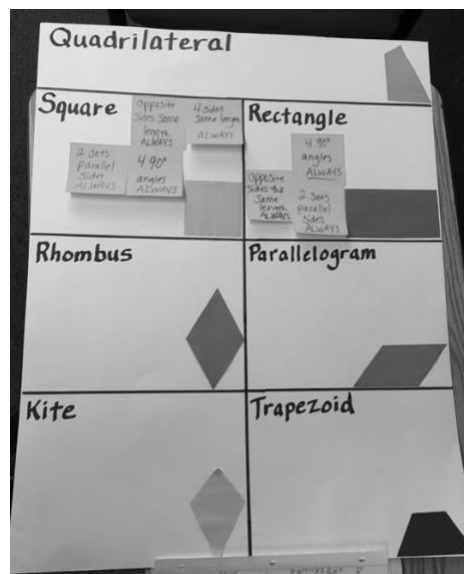 Quadrilateral
Square
Opposite
sides same
length
ALWAYS
4 sides
same length
ALWAYS
2 sets
parallel
sides
ALWAYS
4 90°
angles
ALWAYS
Rectangle
4 90°
angles
ALWAYS
Opposite
sides the
same
length
ALWAYS
2 sets
parallel
sides
ALWAYS
Rhombus
Parallelogram
Kite
Trapezoid